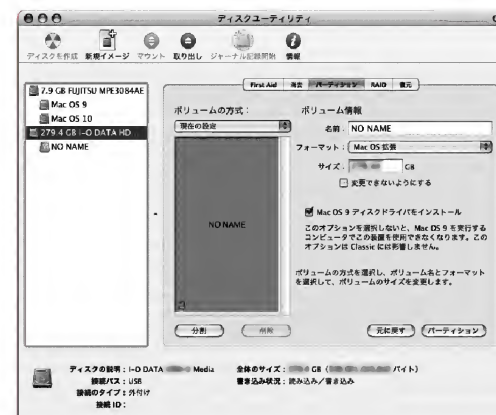 ディスクユーティリティ
ディスクを作成 新規イメージ マウント 取り出し ジャーナル記録開始 情報
7.9 GB FUJITSU MPE3084AE
Mac OS 9
Mac OS 10
279.4 GB I-O DATA HD
NO NAME
First Aid 消去 パーティション RAID 復元
ボリュームの方式：
現在の設定
NO NAME
分割 削除
ボリューム情報
名前：NO NAME
フォーマット：Mac OS 拡張
サイズ： GB
変更できないようにする
Mac OS 9 ディスクドライバをインストール
このオプションを選択しないと、Mac OS 9 を実行する
コンピュータでこの装置を使用できなくなります。この
オプションは Classic には影響しません。
ボリュームの方式を選択し、ボリューム名とフォーマット
を選択して、ボリュームのサイズを変更します。
元に戻す パーティション
ディスクの説明：I-O DATA Media
接続バス：USB
接続のタイプ：外付け
接続 ID：
全体のサイズ： GB（ バイト）
書き込み状況：読み込み／書き込み